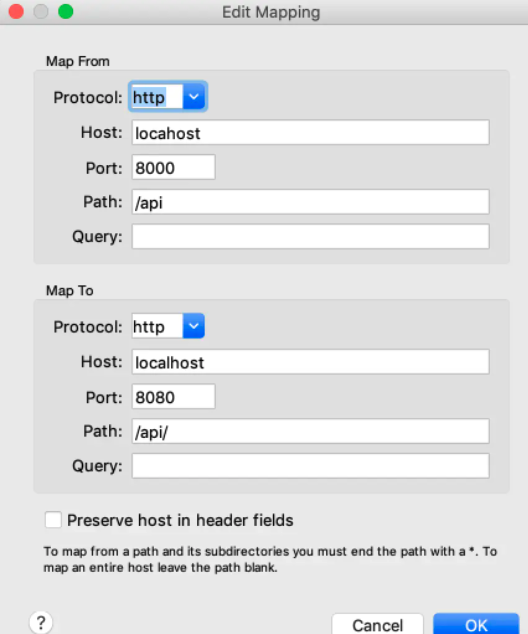 Edit Mapping
Map From
Protocol: http
Host: locahost
Port: 8000
Path: /api
Query:
Map To
Protocol: http
Host: localhost
Port: 8080
Path: /api/
Query:
Preserve host in header fields
To map from a path and its subdirectories you must end the path with a *. To
map an entire host leave the path blank.
? Cancel OK